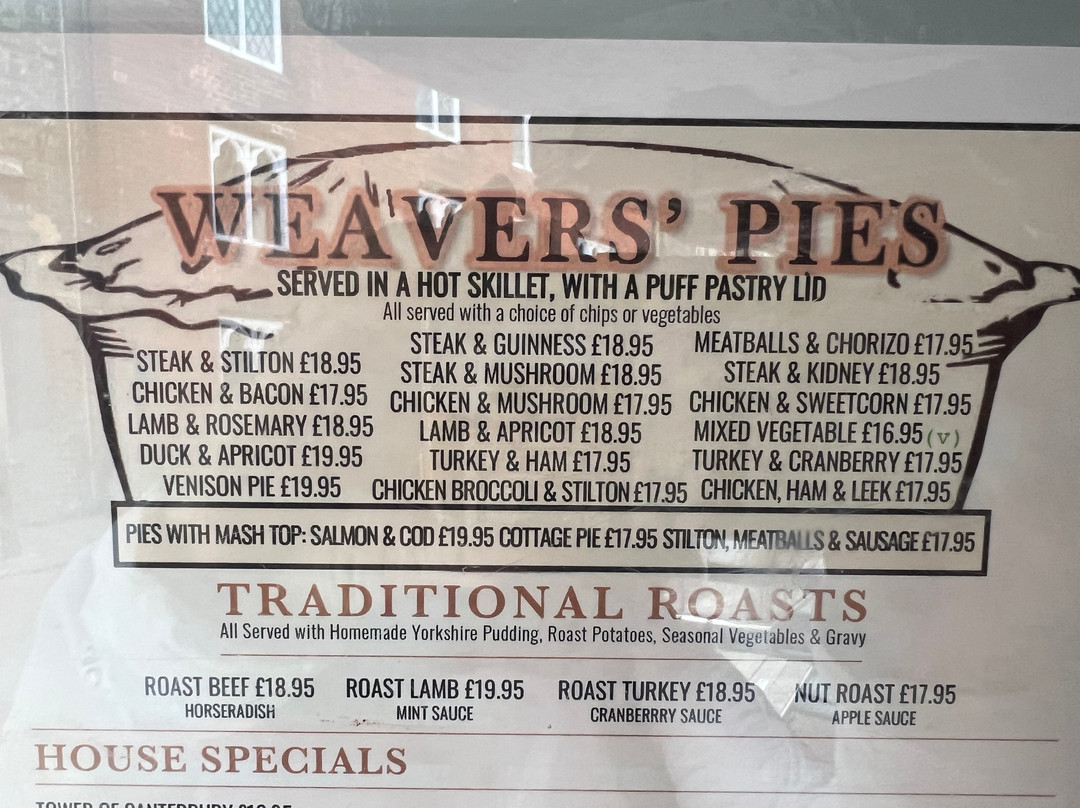 WEAVERS' PIES
SERVED IN A HOT SKILLET, WITH A PUFF PASTRY LID
All served with a choice of chips or vegetables
STEAK & STILTON £18.95
CHICKEN & BACON £17.95
LAMB & ROSEMARY £18.95
DUCK & APRICOT £19.95
VENISON PIE £19.95
STEAK & GUINNESS £18.95
STEAK & MUSHROOM £18.95
CHICKEN & MUSHROOM £17.95
LAMB & APRICOT £18.95
TURKEY & HAM £17.95
CHICKEN BROCCOLI & STILTON £17.95
MEATBALLS & CHORIZO £17.95
STEAK & KIDNEY £18.95
CHICKEN & SWEETCORN £17.95
MIXED VEGETABLE £16.95 (V)
TURKEY & CRANBERRY £17.95
CHICKEN, HAM & LEEK £17.95
PIES WITH MASH TOP: SALMON & COD £19.95 COTTAGE PIE £17.95 STILTON, MEATBALLS & SAUSAGE £17.95
TRADITIONAL ROASTS
All Served with Homemade Yorkshire Pudding, Roast Potatoes, Seasonal Vegetables & Gravy
ROAST BEEF £18.95
HORSERADISH
ROAST LAMB £19.95
MINT SAUCE
ROAST TURKEY £18.95
CRANBERRRY SAUCE
NUT ROAST £17.95
APPLE SAUCE
HOUSE SPECIALS
TOWER OF CANTERBURY